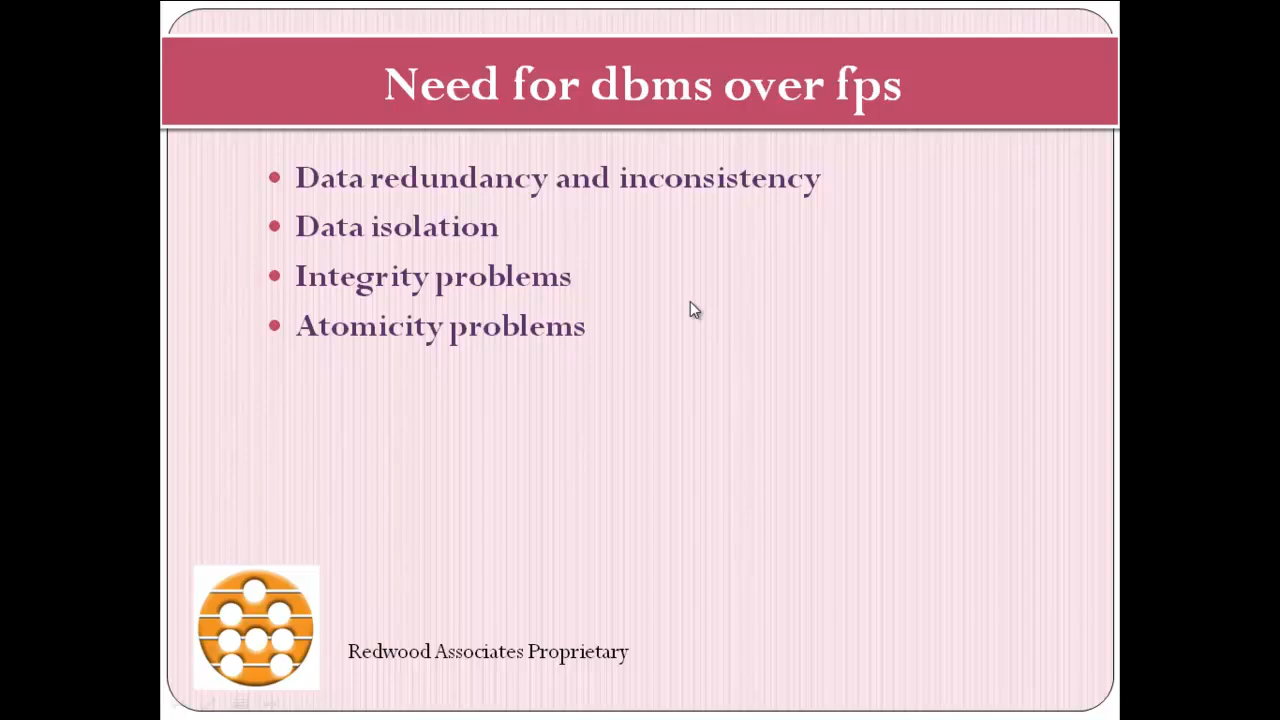 Need for dbms over fps
Data redundancy and inconsistency
Data isolation
Integrity problems
Atomicity problems
Redwood Associates Proprietary